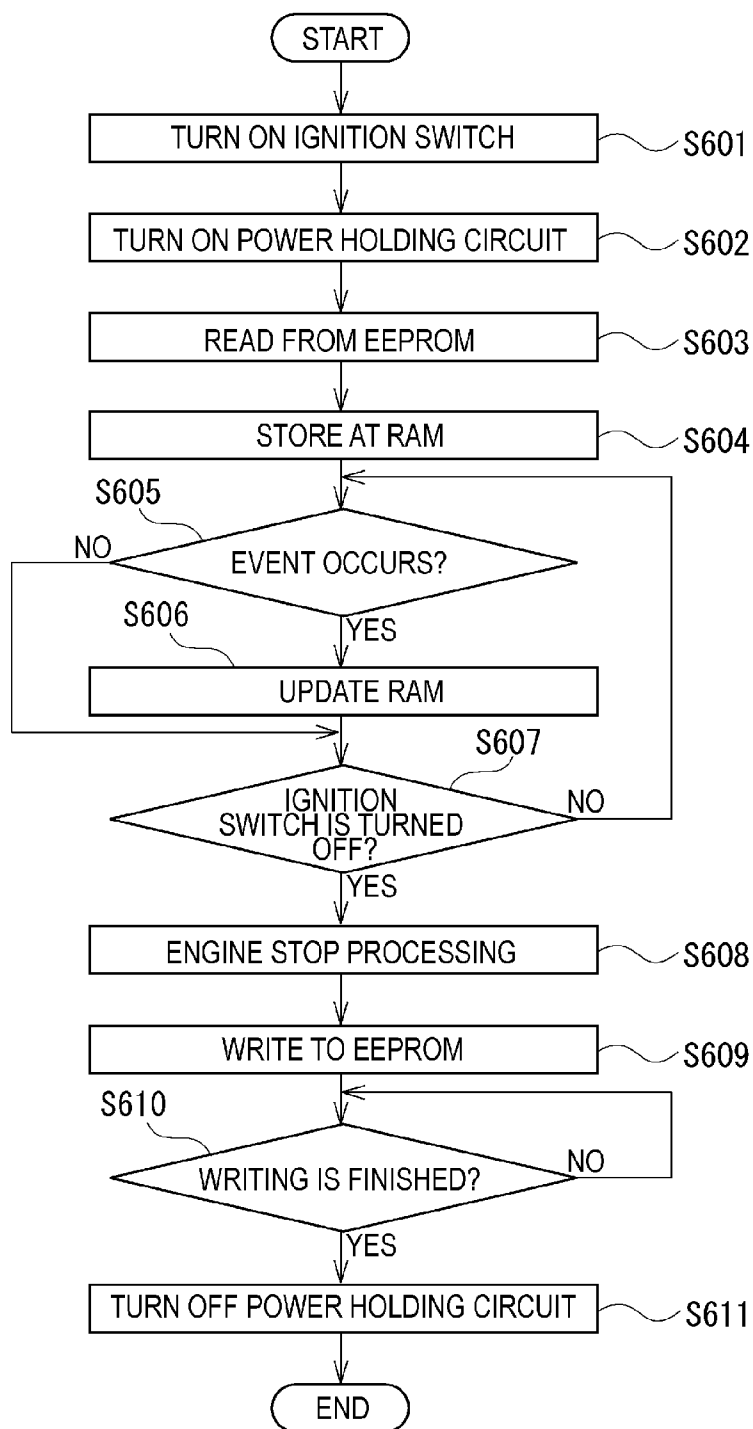 START
TURN ON IGNITION SWITCH
S601
TURN ON POWER HOLDING CIRCUIT
S602
READ FROM EEPROM
S603
STORE AT RAM
S604
S605
NO
EVENT OCCURS?
YES
S606
UPDATE RAM
S607
IGNITION
SWITCH IS TURNED
OFF?
NO
YES
ENGINE STOP PROCESSING
S608
WRITE TO EEPROM
S609
S610
WRITING IS FINISHED?
NO
YES
TURN OFF POWER HOLDING CIRCUIT
S611
END